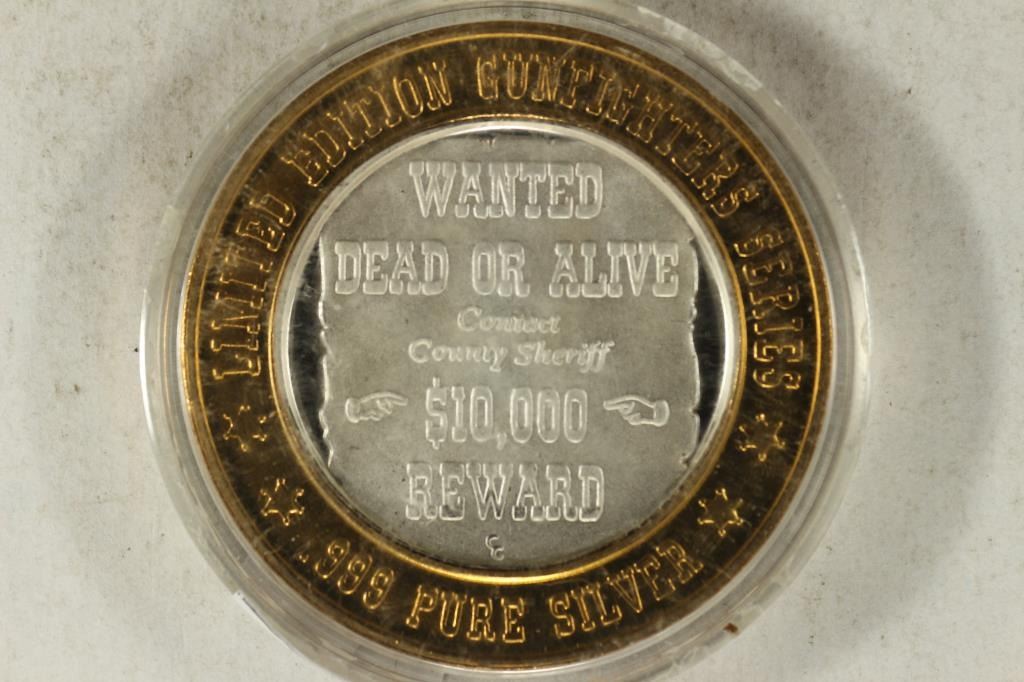 LIMITED EDITION GUNFIGHTERS SERIES
WANTED
DEAD OR ALIVE
Contact
County Sheriff
$10,000
REWARD
.999 PURE SILVER